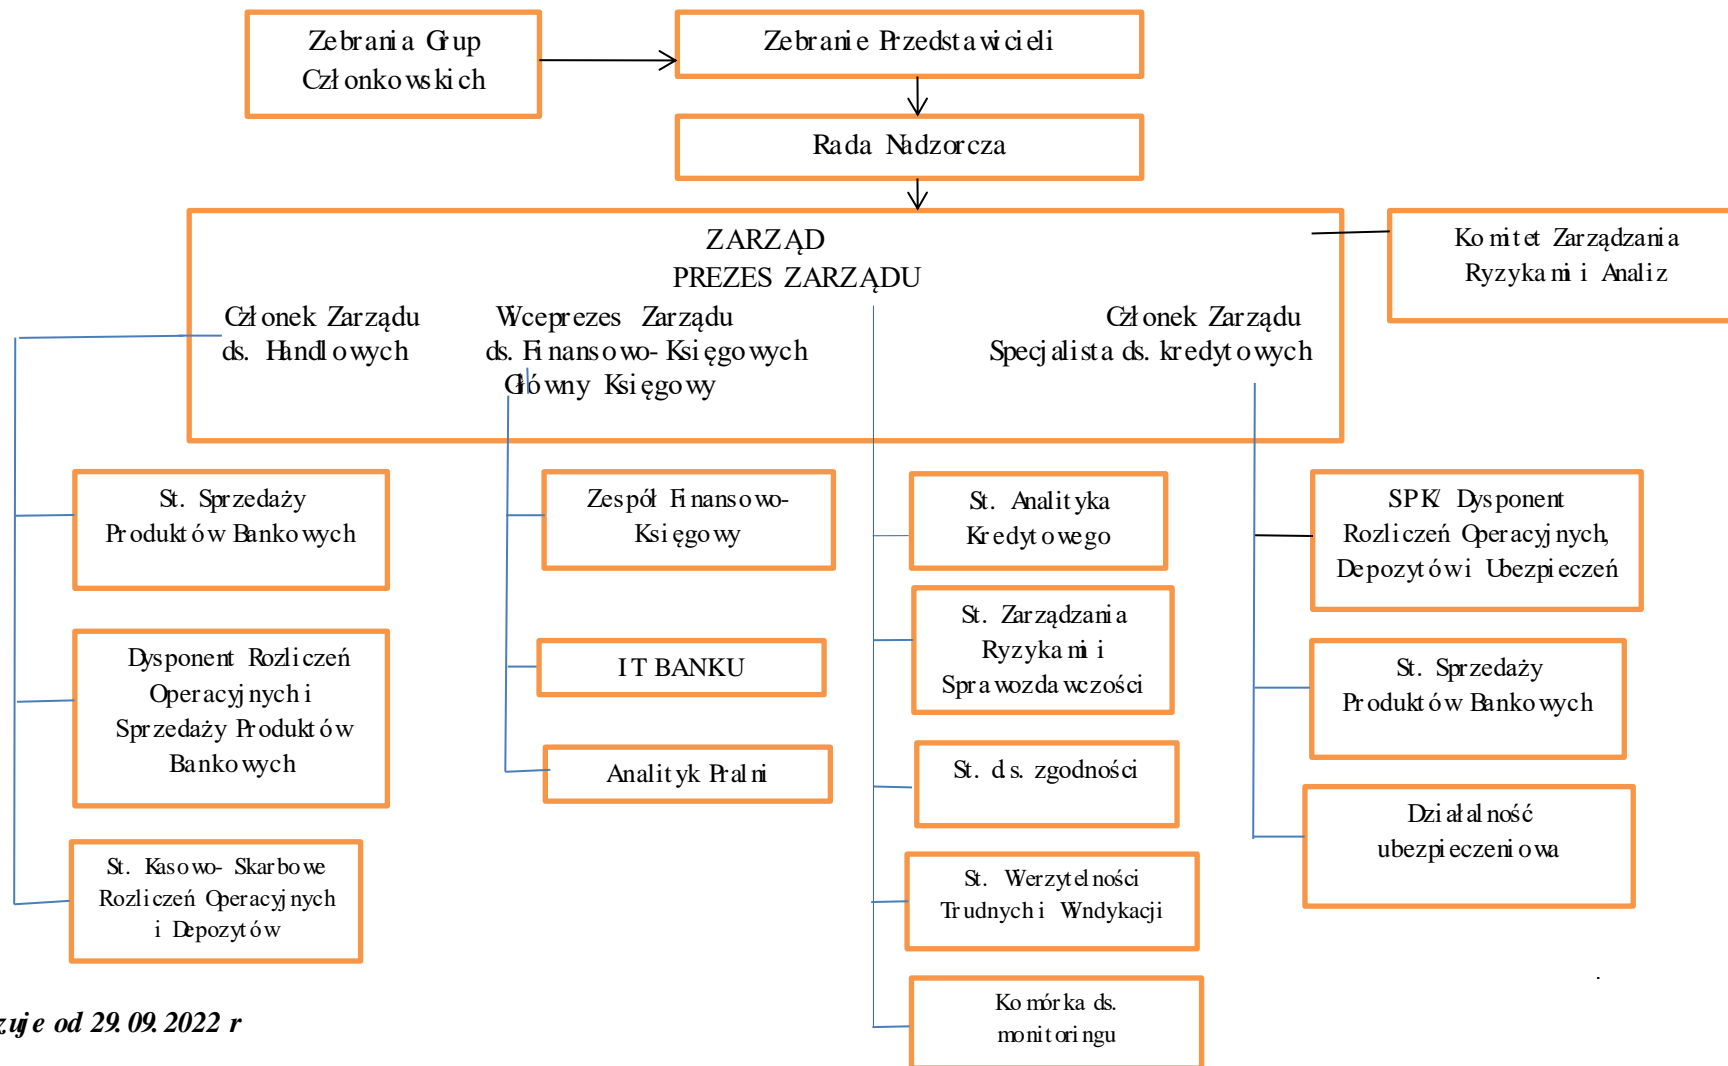 Zebrania Grup
Członkowskich
Zebranie Przedstawicieli
Rada Nadzorcza
ZARZĄD
PREZES ZARZĄDU
Członek Zarządu
ds. Handlowych
Wiceprezes Zarządu
ds. Finansowo-Księgowych
Główny Księgowy
Członek Zarządu
Specjalista ds. kredytowych
Komitet Zarządzania
Ryzykami i Analiz
St. Sprzedaży
Produktów Bankowych
Dysponent Rozliczeń
Operacyjnych i
Sprzedaży Produktów
Bankowych
St. Kasowo-Skarbowe
Rozliczeń Operacyjnych
i Depozytów
Zespół Finansowo-
Księgowy
IT BANKU
Analityk Pralni
St. Analityka
Kredytowego
St. Zarządzania
Ryzykami i
Sprawozdawczości
St. ds. zgodności
St. Wierzytelności
Trudnych i Windykacji
Komórka ds.
monitoringu
SPK/ Dysponent
Rozliczeń Operacyjnych,
Depozytów i Ubezpieczeń
St. Sprzedaży
Produktów Bankowych
Działalność
ubezpieczeniowa
zuje od 29.09.2022 r